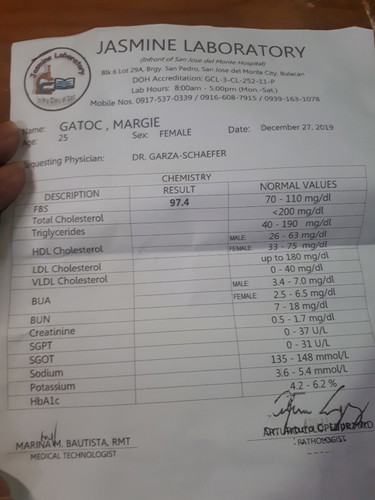 Jasmine Laboratory
JASMINE LABORATORY
(Infront of San Jose del Monte Hospital)
Blk 6 Lot 29A, Brgy. San Pedro, San Jose del Monte City, Bulacan
DOH Accreditation: GCL-3-CL-252-11-P
Lab Hours: 8:00am - 5:00pm (Mon.-Sat.)
Mobile Nos. 0917-537-0339 / 0916-608-7915 / 0939-163-1078
Name: GATOC , MARGIE
Age: 25 Sex: FEMALE Date: December 27, 2019
equesting Physician: DR. GARZA-SCHAEFER
CHEMISTRY
DESCRIPTION RESULT NORMAL VALUES
FBS 97.4 70 - 110 mg/dl
Total Cholesterol <200 mg/dl
Triglycerides 40 - 190 mg/dl
HDL Cholesterol MALE: 26 - 63 mg/dl
FEMALE: 33 - 75 mg/dl
LDL Cholesterol up to 180 mg/dl
VLDL Cholesterol 0 - 40 mg/dl
BUA MALE: 3.4 - 7.0 mg/dl
FEMALE: 2.5 - 6.5 mg/dl
BUN 7 - 18 mg/dl
Creatinine 0.5 - 1.7 mg/dl
SGPT 0 - 37 U/L
SGOT 0 - 31 U/L
Sodium 135 - 148 mmol/L
Potassium 3.6 - 5.4 mmol/L
HbA1c 4.2 - 6.2 %
MARINA M. BAUTISTA, RMT
MEDICAL TECHNOLOGIST
PATHOLOGIST